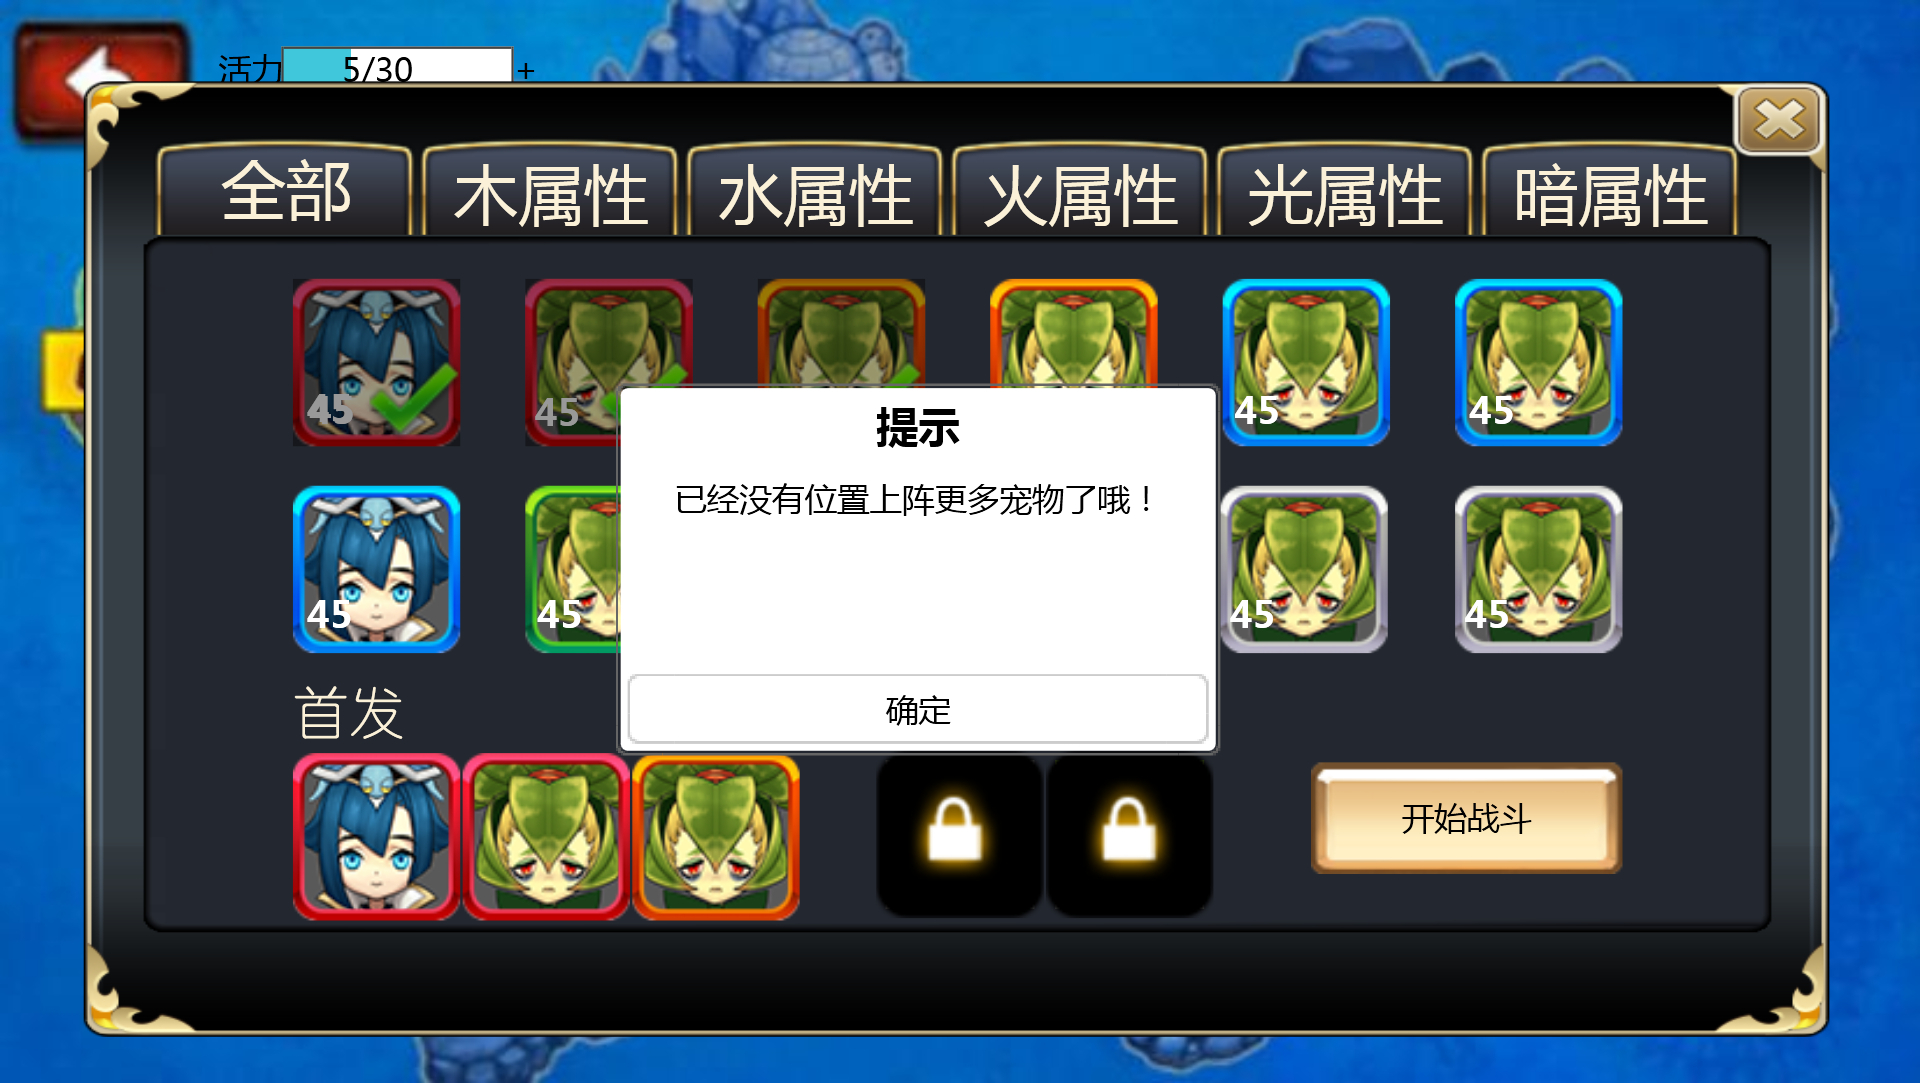 活力 5/30 +
全部 木属性 水属性 火属性 光属性 暗属性
45 45 45 45
提示
已经没有位置上阵更多宠物了哦！
45 45 45 45
确定
首发
开始战斗